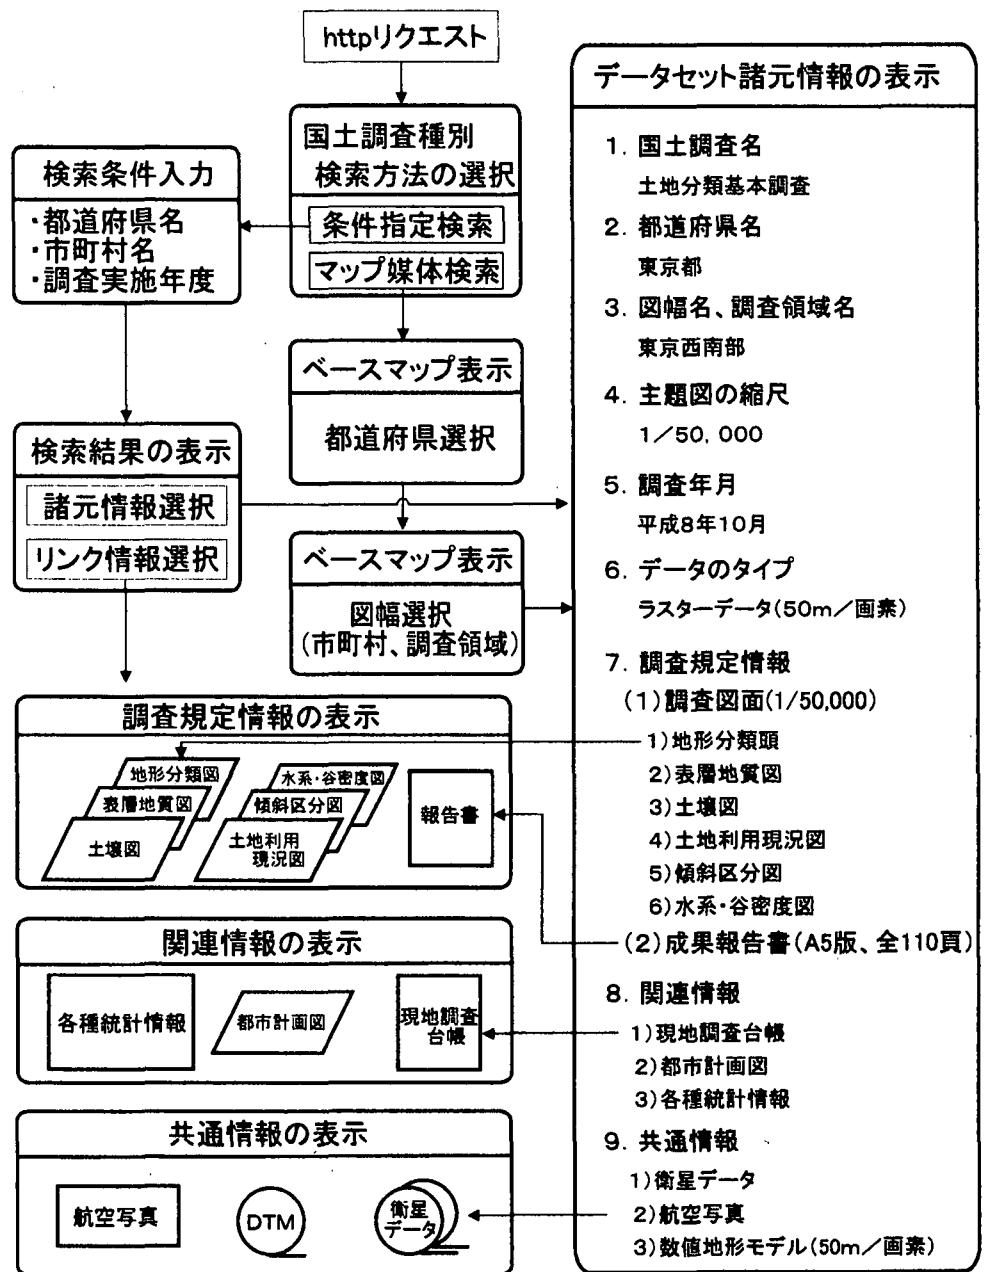 httpリクエスト
国土調査種別
検索方法の選択
条件指定検索
マップ媒体検索
検索条件入力
・都道府県名
・市町村名
・調査実施年度
ベースマップ表示
都道府県選択
検索結果の表示
諸元情報選択
リンク情報選択
ベースマップ表示
図幅選択
(市町村、調査領域)
調査規定情報の表示
地形分類図
表層地質図
土壌図
水系・谷密度図
傾斜区分図
土地利用
現況図
報告書
関連情報の表示
各種統計情報
都市計画図
現地調査
台帳
共通情報の表示
航空写真
DTM
衛星
データ
データセット諸元情報の表示
1. 国土調査名
土地分類基本調査
2. 都道府県名
東京都
3. 図幅名、調査領域名
東京西南部
4. 主題図の縮尺
1/50,000
5. 調査年月
平成8年10月
6. データのタイプ
ラスターデータ(50m/画素)
7. 調査規定情報
(1)調査図面(1/50,000)
1)地形分類頭
2)表層地質図
3)土壌図
4)土地利用現況図
5)傾斜区分図
6)水系・谷密度図
(2)成果報告書(A5版、全110頁)
8. 関連情報
1)現地調査台帳
2)都市計画図
3)各種統計情報
9. 共通情報
1)衛星データ
2)航空写真
3)数値地形モデル(50m/画素)